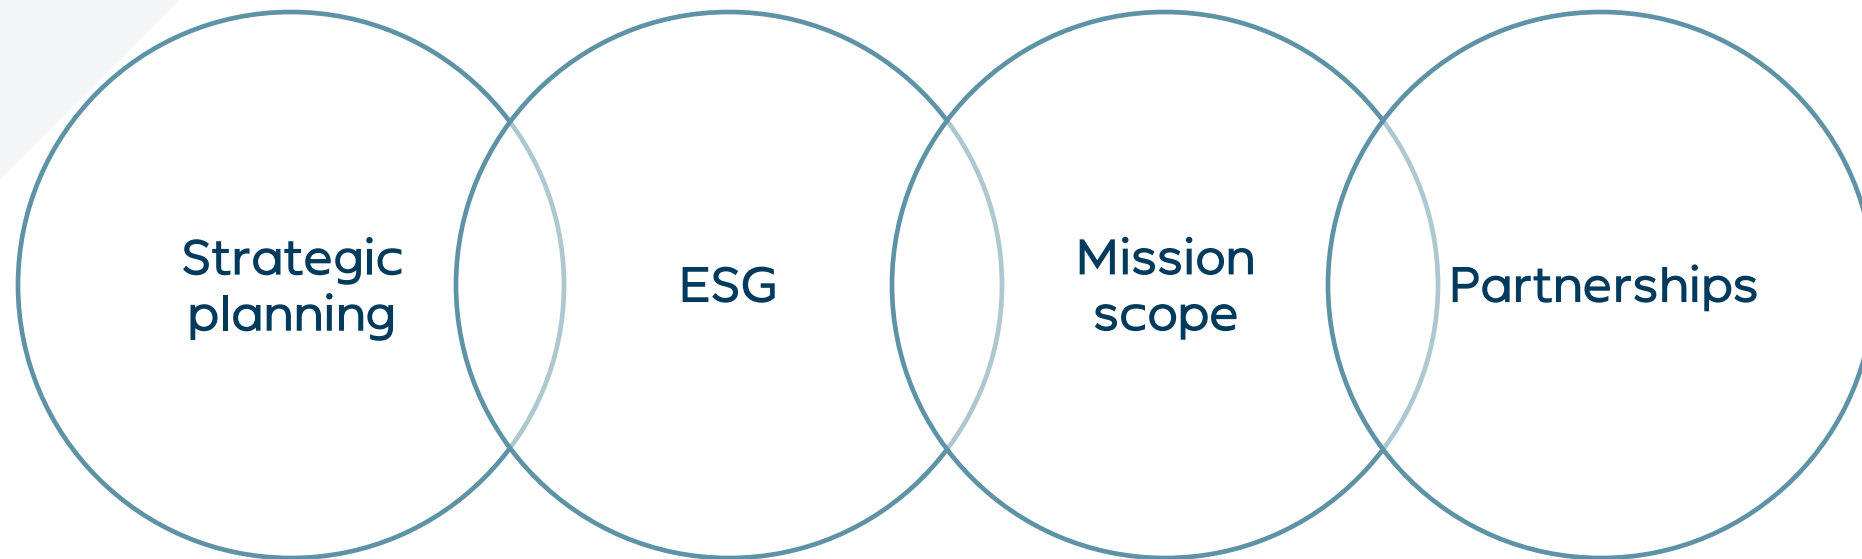 Strategic
planning
ESG
Mission
scope
Partnerships